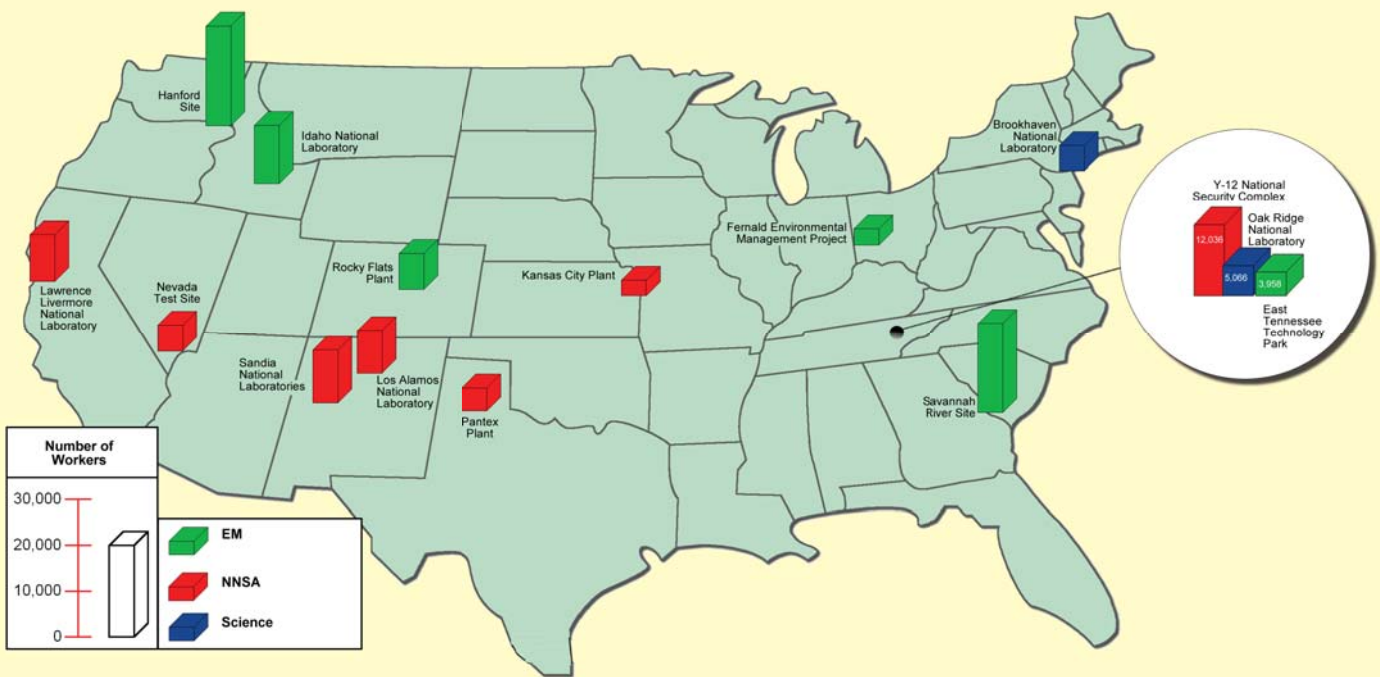 Hanford
Site
Idaho National
Laboratory
Brookhaven
National
Laboratory
Y-12 National
Security Complex
Oak Ridge
National
Laboratory
12,036
5,066
3,958
East
Tennessee
Technology
Park
Fernald Environmental
Management Project
Rocky Flats
Plant
Kansas City Plant
Lawrence
Livermore
National
Laboratory
Nevada
Test Site
Sandia
National
Laboratories
Los Alamos
National
Laboratory
Pantex
Plant
Savannah
River Site
Number of
Workers
30,000
20,000
10,000
0
EM
NNSA
Science